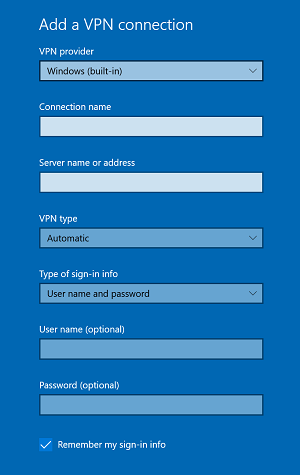 Add a VPN connection
VPN provider
Windows (built-in)
Connection name
Server name or address
VPN type
Automatic
Type of sign-in info
User name and password
User name (optional)
Password (optional)
Remember my sign-in info